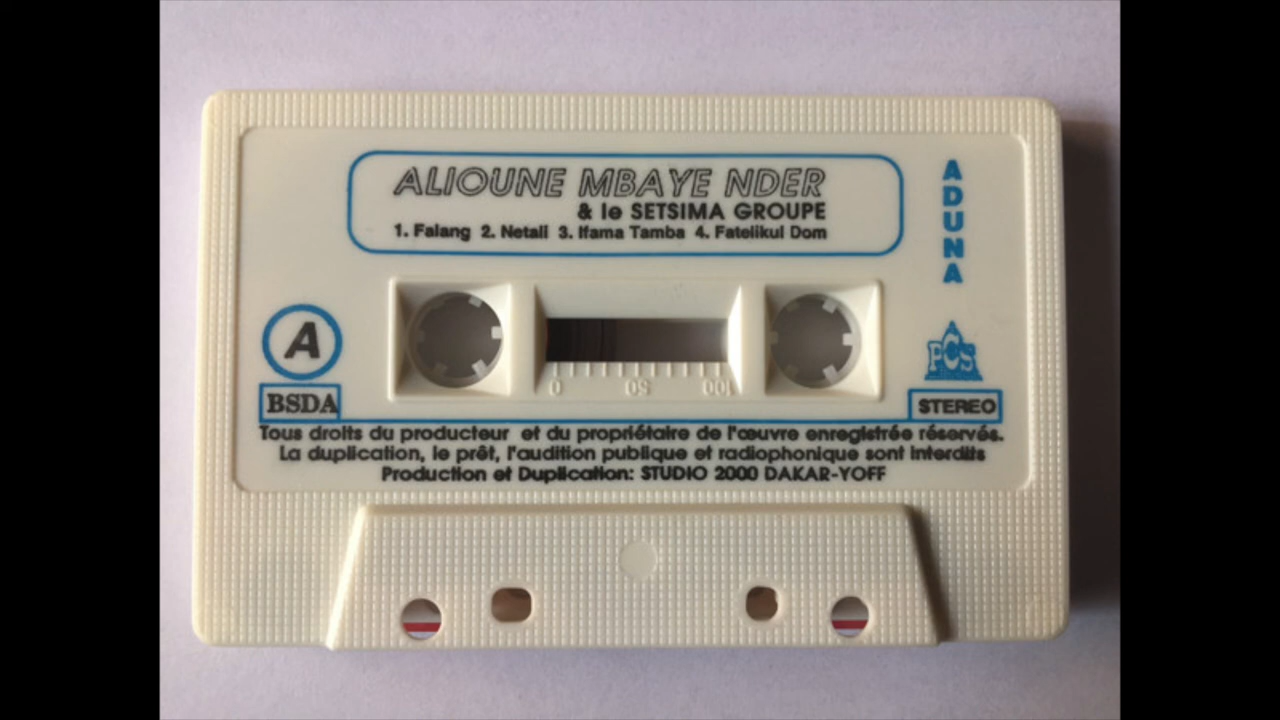 ALIOUNE MBAYE NDER
& le SETSIMA GROUPE
1. Falang 2. Netali 3. Ifama Tamba 4. Fatelikul Dom
ADUNA
A
PCS
BSDA
STEREO
0 50 100
Tous droits du producteur et du propriétaire de l'œuvre enregistrée réservés.
La duplication, le prêt, l'audition publique et radiophonique sont interdits
Production et Duplication: STUDIO 2000 DAKAR-YOFF